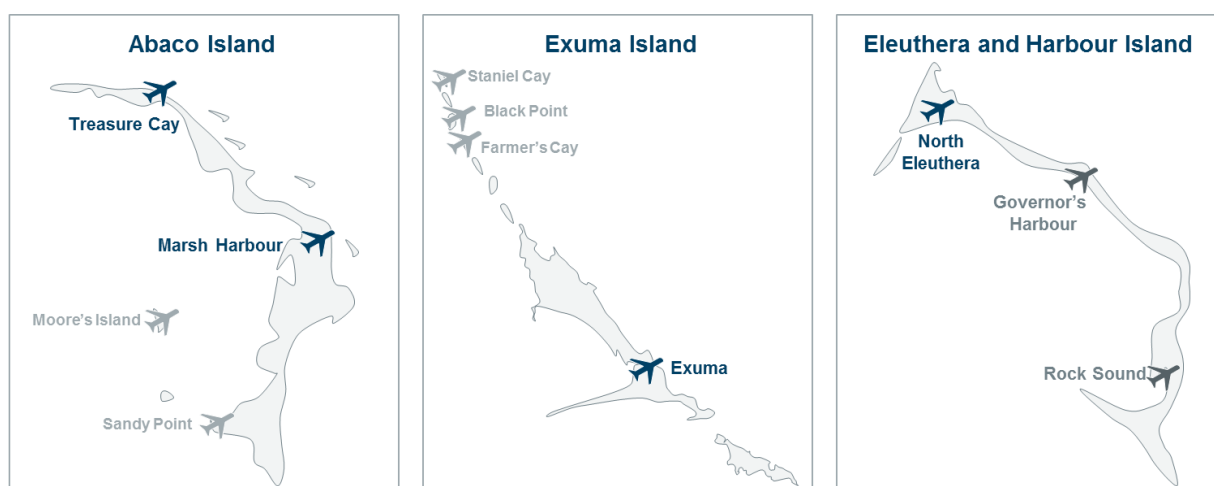 Abaco Island
Treasure Cay
Marsh Harbour
Moore's Island
Sandy Point
Exuma Island
Staniel Cay
Black Point
Farmer's Cay
Exuma
Eleuthera and Harbour Island
North
Eleuthera
Governor's
Harbour
Rock Sound